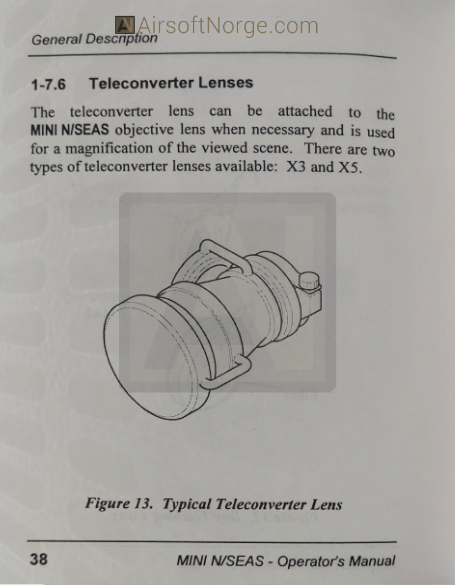 AirsoftNorge.com
General Description
1-7.6 Teleconverter Lenses
The teleconverter lens can be attached to the
MINI N/SEAS objective lens when necessary and is used
for a magnification of the viewed scene. There are two
types of teleconverter lenses available: X3 and X5.
Figure 13. Typical Teleconverter Lens
38 MINI N/SEAS - Operator's Manual